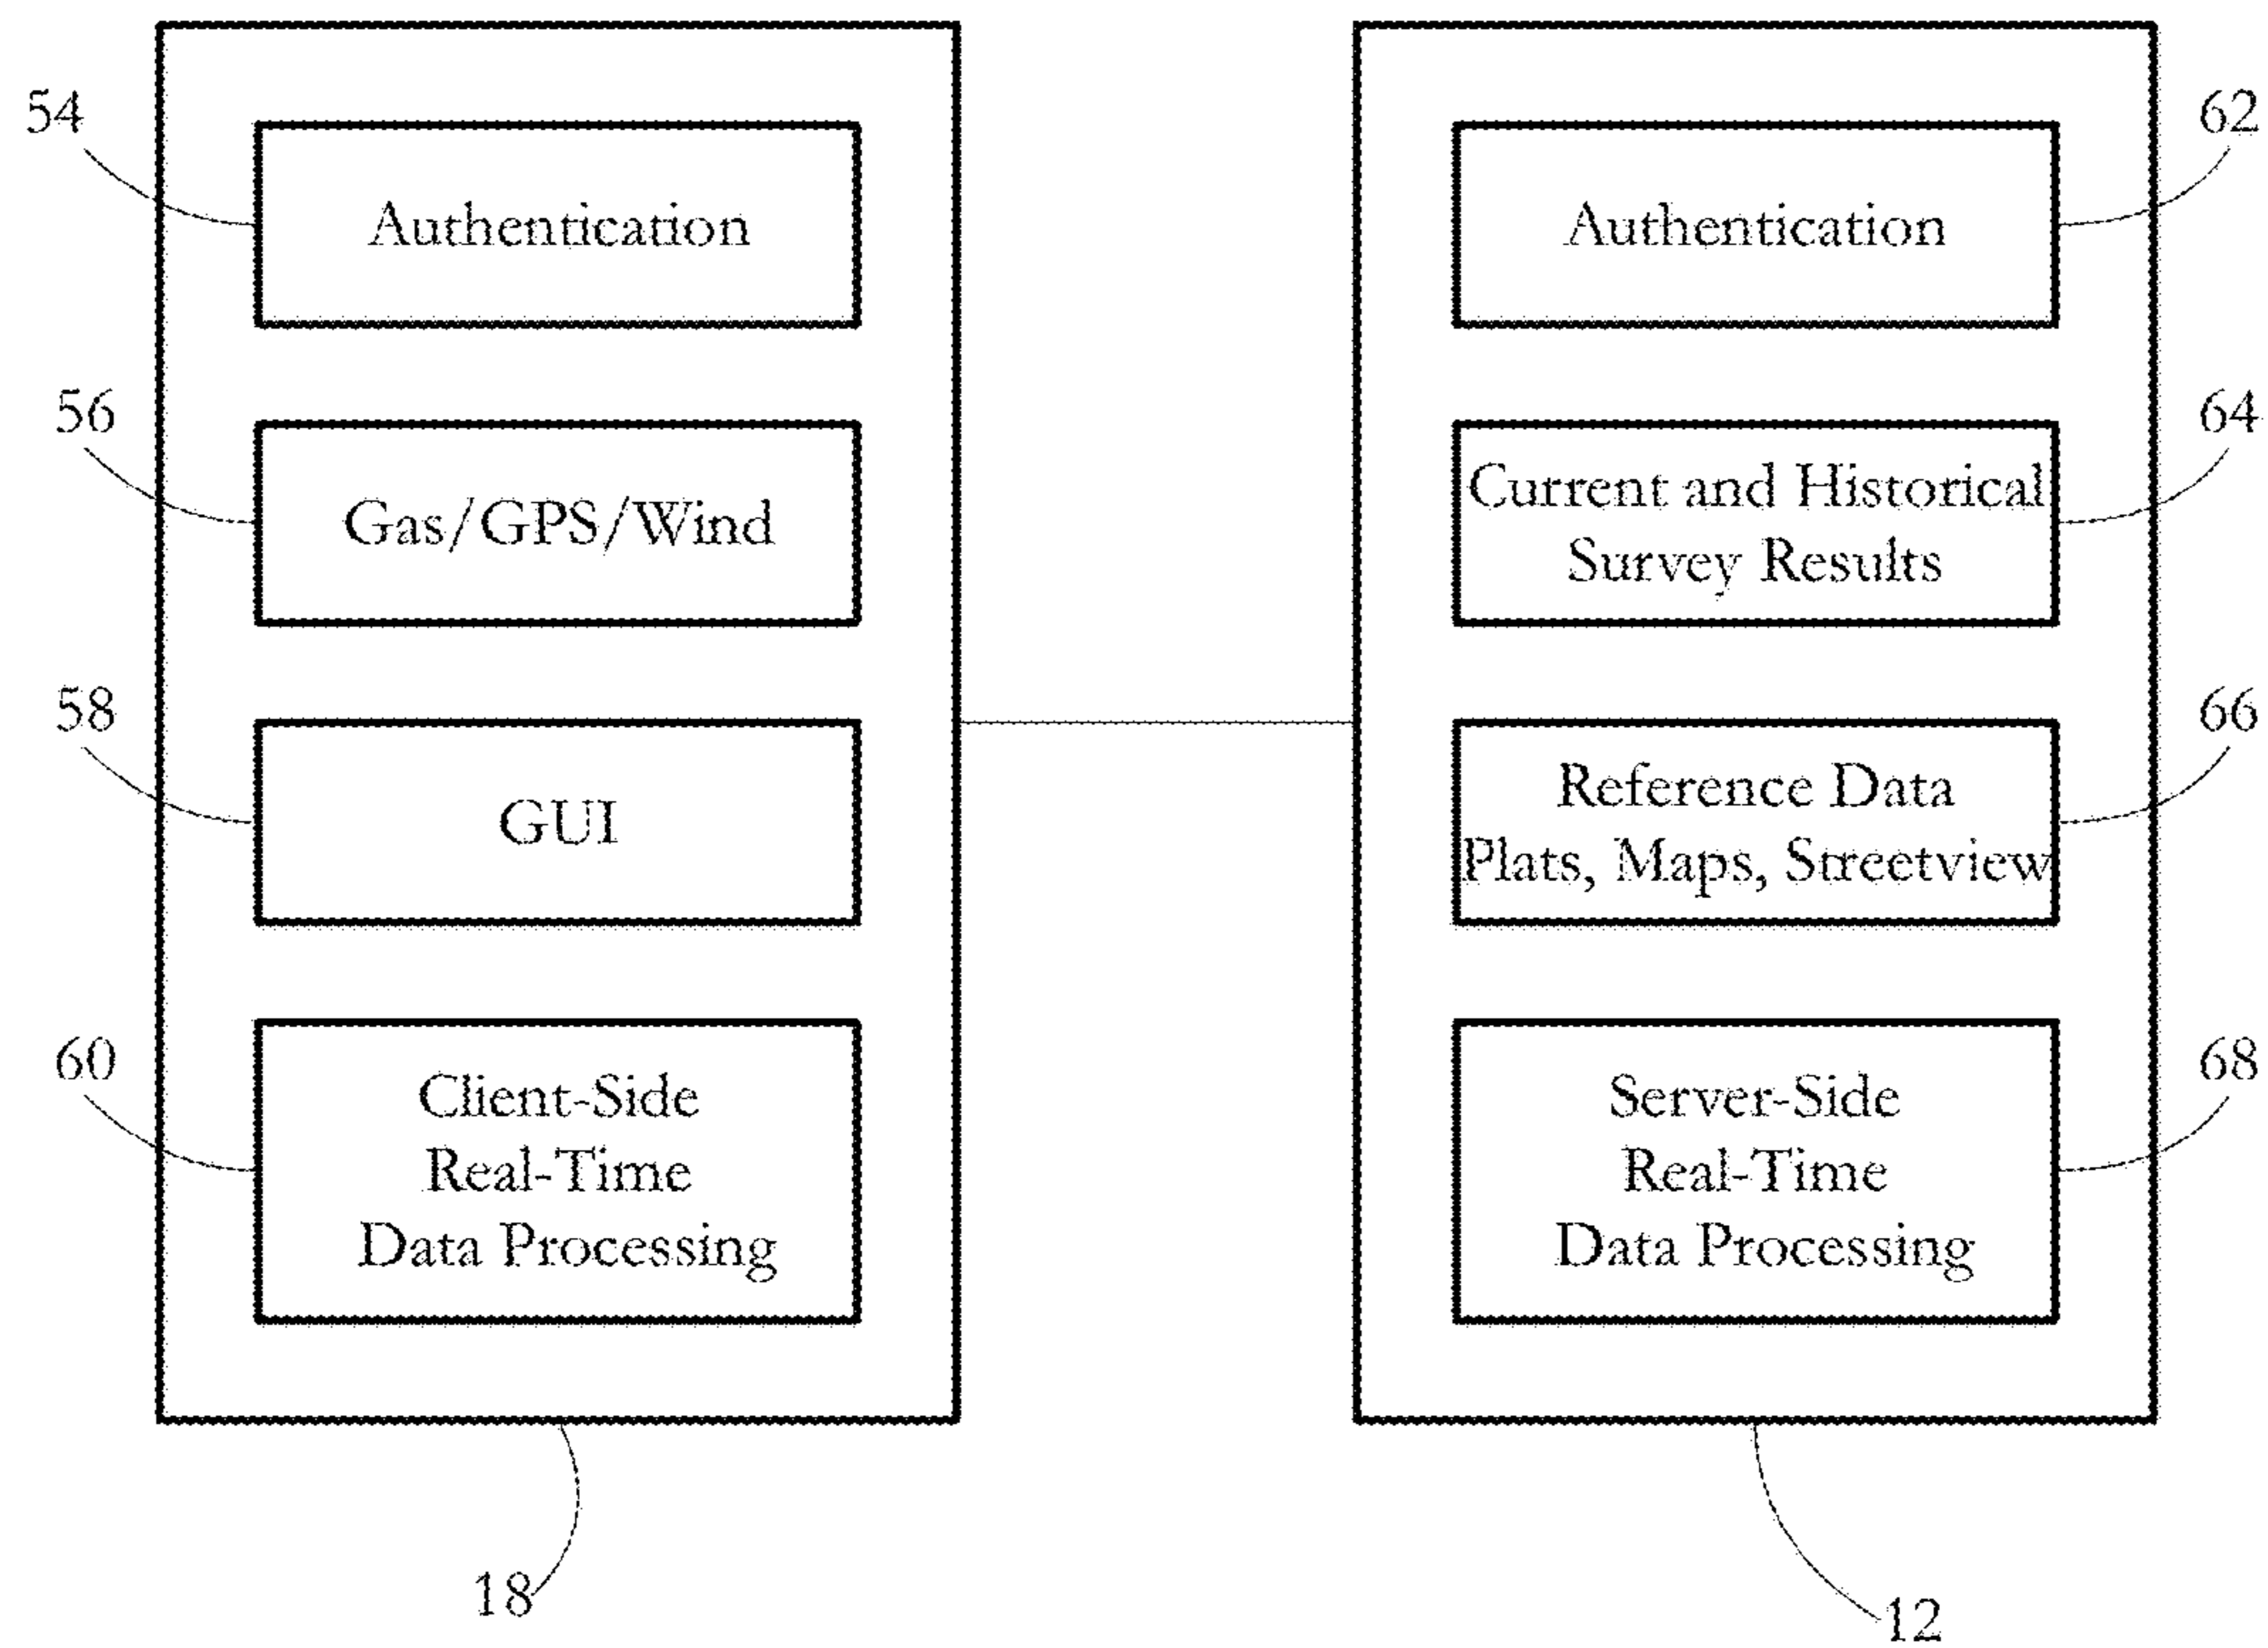 54
Authentication
56
Gas/GPS/Wind
58
GUI
60
Client-Side
Real-Time
Data Processing
18
62
Authentication
64
Current and Historical
Survey Results
66
Reference Data
Plats, Maps, Streetview
68
Server-Side
Real-Time
Data Processing
12